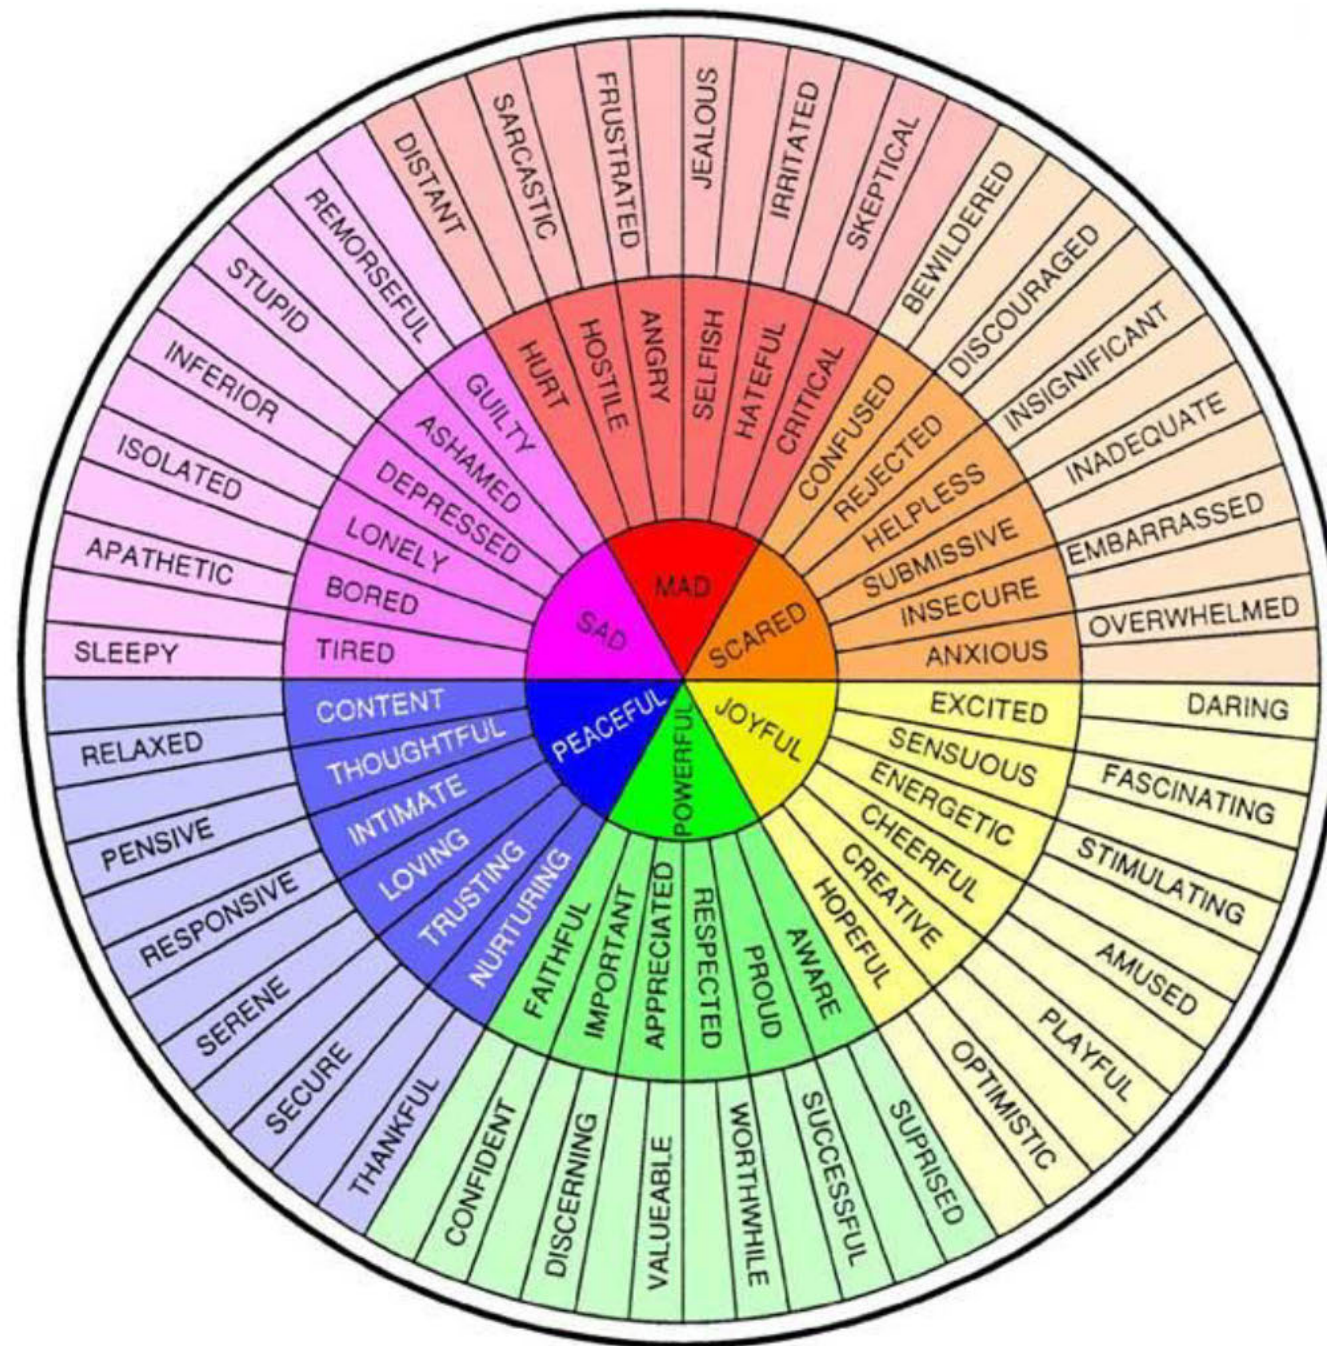 MAD
SCARED
JOYFUL
POWERFUL
PEACEFUL
SAD
HURT
HOSTILE
ANGRY
SELFISH
HATEFUL
CRITICAL
CONFUSED
REJECTED
HELPLESS
SUBMISSIVE
INSECURE
ANXIOUS
EXCITED
SENSUOUS
ENERGETIC
CHEERFUL
CREATIVE
HOPEFUL
AWARE
PROUD
RESPECTED
APPRECIATED
IMPORTANT
FAITHFUL
NURTURING
TRUSTING
LOVING
INTIMATE
THOUGHTFUL
CONTENT
TIRED
BORED
LONELY
DEPRESSED
ASHAMED
GUILTY
DISTANT
SARCASTIC
FRUSTRATED
JEALOUS
IRRITATED
SKEPTICAL
BEWILDERED
DISCOURAGED
INSIGNIFICANT
INADEQUATE
EMBARRASSED
OVERWHELMED
DARING
FASCINATING
STIMULATING
AMUSED
PLAYFUL
OPTIMISTIC
SUPRISED
SUCCESSFUL
WORTHWHILE
VALUEABLE
DISCERNING
CONFIDENT
THANKFUL
SECURE
SERENE
RESPONSIVE
PENSIVE
RELAXED
SLEEPY
APATHETIC
ISOLATED
INFERIOR
STUPID
REMORSEFUL